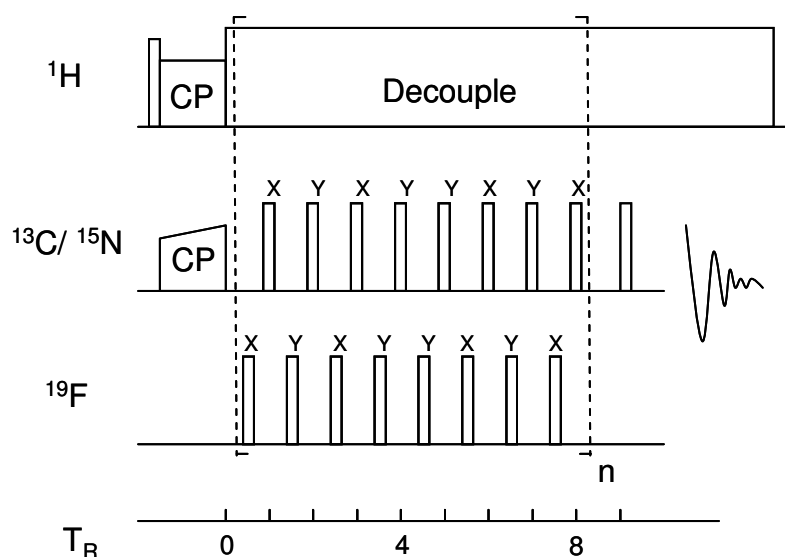 ¹H
CP
Decouple
X Y X Y Y X Y X
¹³C/ ¹⁵N
CP
X Y X Y Y X Y X
¹⁹F
n
T_R
0 4 8